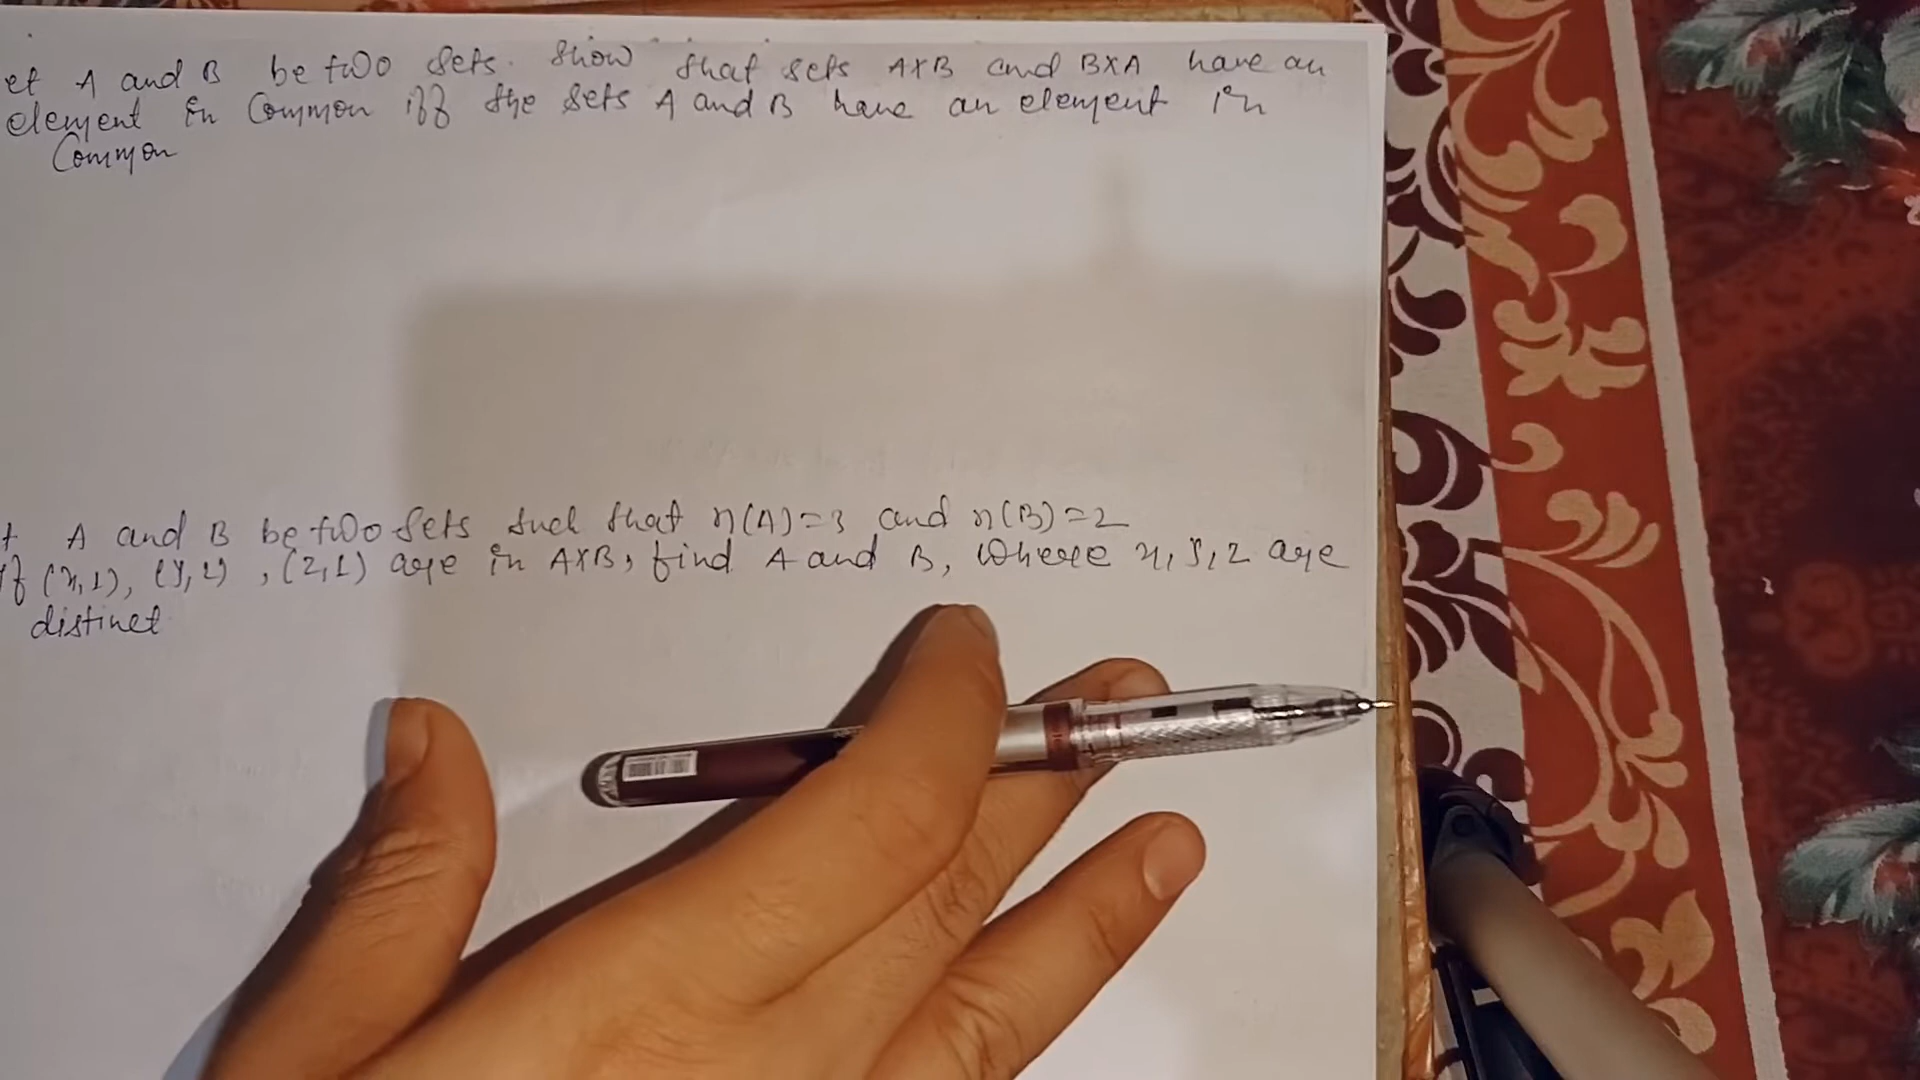 et A and B be two sets. Show that sets A×B and B×A have an
element in Common iff the sets A and B have an element in
Common
t A and B be two sets such that n(A)=3 and n(B)=2
If (x,1), (y,2), (z,1) are in A×B, find A and B, where x, y, z are
distinct